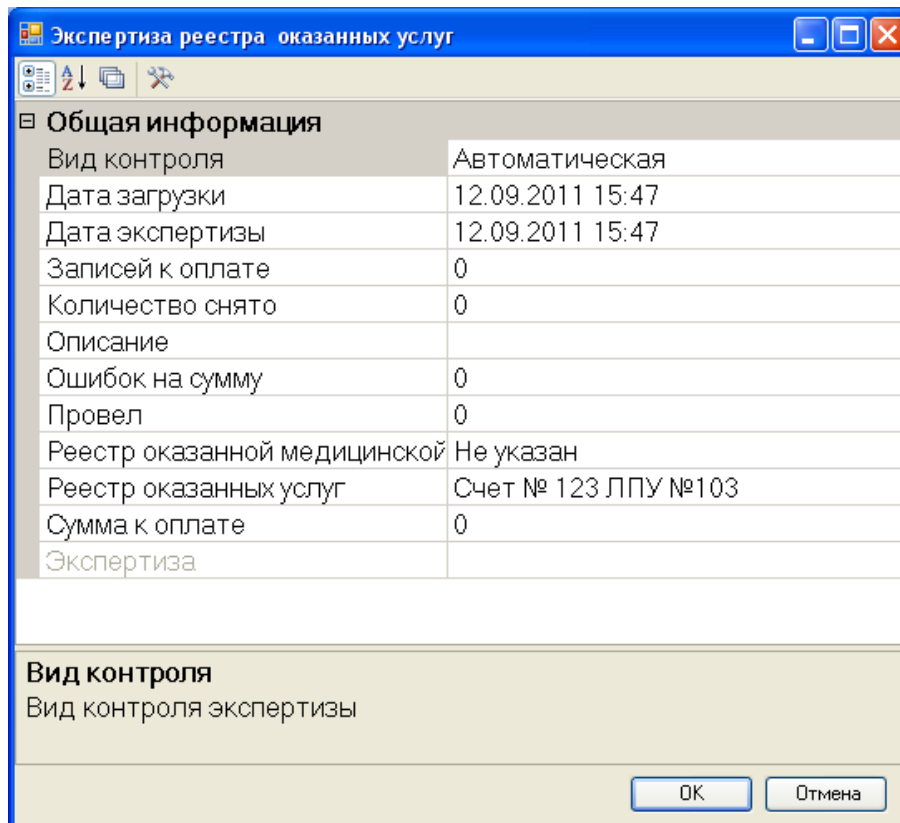 Экспертиза реестра оказанных услуг
Общая информация
Вид контроля Автоматическая
Дата загрузки 12.09.2011 15:47
Дата экспертизы 12.09.2011 15:47
Записей к оплате 0
Количество снято 0
Описание
Ошибок на сумму 0
Провел 0
Реестр оказанной медицинской Не указан
Реестр оказанных услуг Счет № 123 ЛПУ №103
Сумма к оплате 0
Экспертиза
Вид контроля
Вид контроля экспертизы
OK Отмена